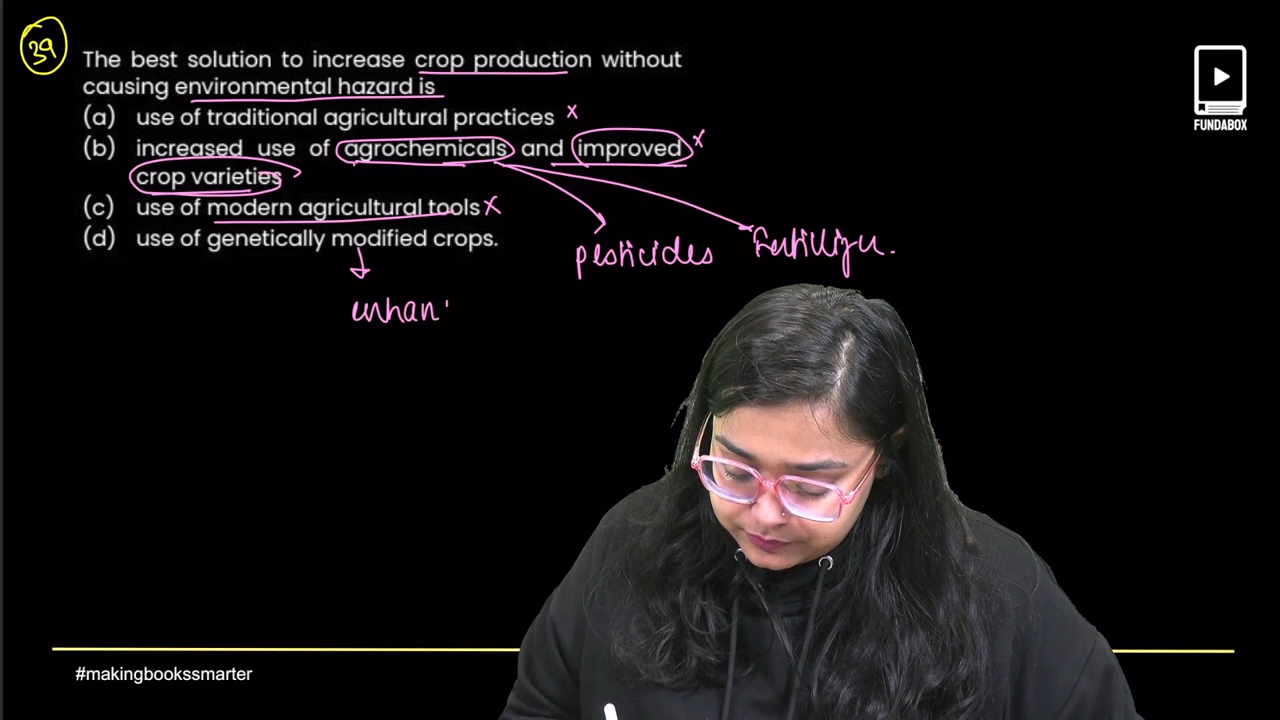 39
The best solution to increase crop production without
causing environmental hazard is
(a) use of traditional agricultural practices x
(b) increased use of agrochemicals and improved x
crop varieties
(c) use of modern agricultural tools x
(d) use of genetically modified crops.
pesticides
enhan
FUNDABOX
#makingbookssmarter